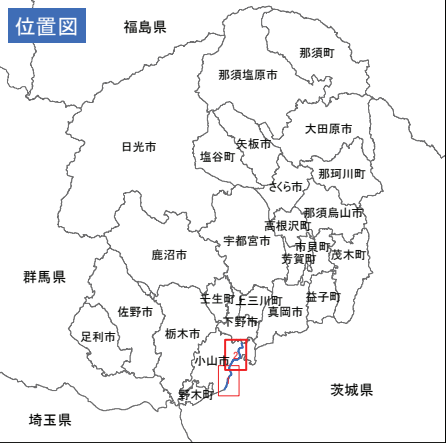 位置図
福島県
那須町
那須塩原市
大田原市
矢板市
日光市
塩谷町
那珂川町
さくら市
那須烏山市
高根沢町
宇都宮市
市貝町
茂木町
鹿沼市
芳賀町
群馬県
壬生町
上三川町
益子町
佐野市
真岡市
下野市
栃木市
足利市
小山市
2
野木町
茨城県
埼玉県